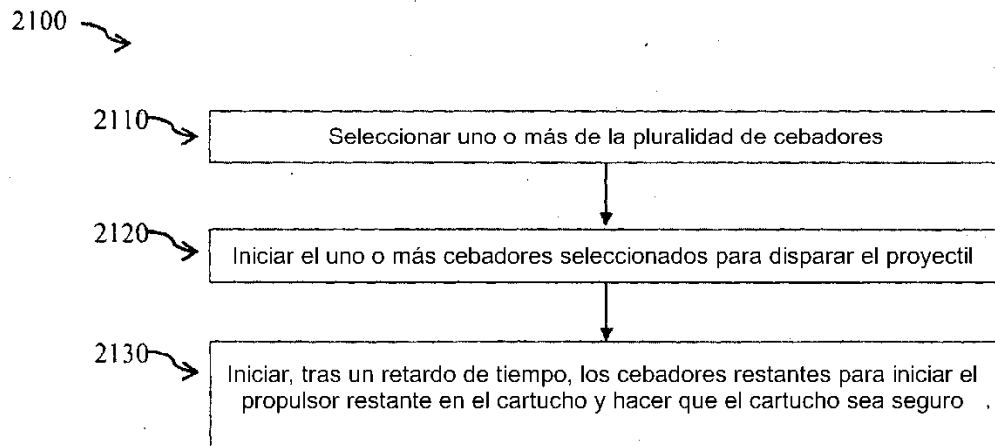 2100
2110
Seleccionar uno o más de la pluralidad de cebadores
2120
Iniciar el uno o más cebadores seleccionados para disparar el proyectil
2130
Iniciar, tras un retardo de tiempo, los cebadores restantes para iniciar el
propulsor restante en el cartucho y hacer que el cartucho sea seguro